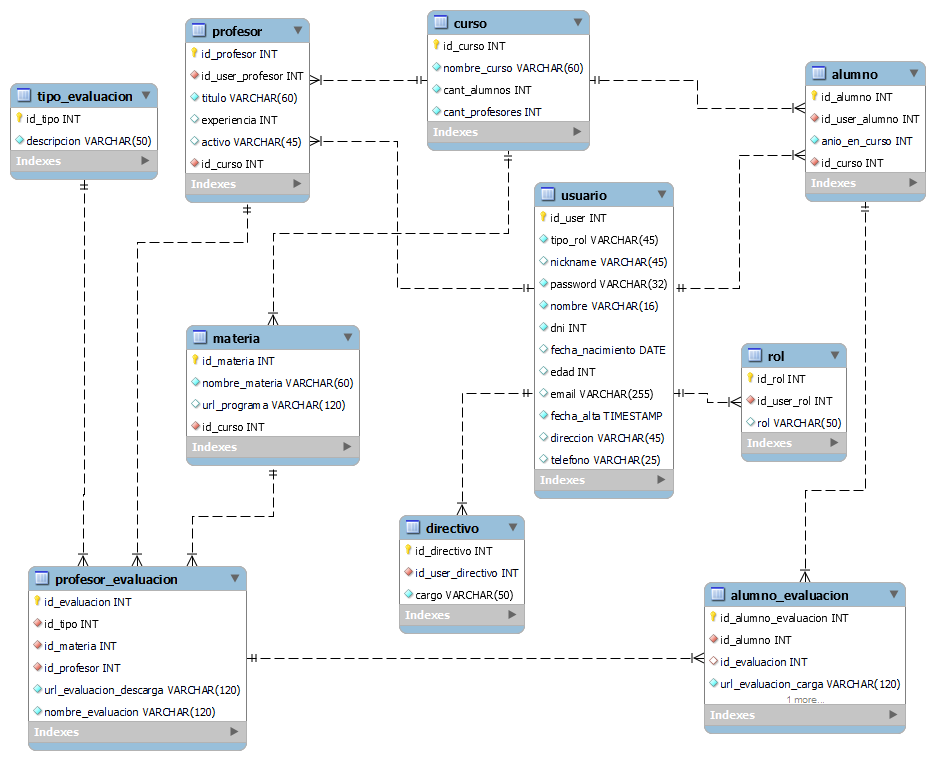 tipo_evaluacion
id_tipo INT
descripcion VARCHAR(50)
Indexes
profesor
id_profesor INT
id_user_profesor INT
titulo VARCHAR(60)
experiencia INT
activo VARCHAR(45)
id_curso INT
Indexes
curso
id_curso INT
nombre_curso VARCHAR(60)
cant_alumnos INT
cant_profesores INT
Indexes
alumno
id_alumno INT
id_user_alumno INT
anio_en_curso INT
id_curso INT
Indexes
usuario
id_user INT
tipo_rol VARCHAR(45)
nickname VARCHAR(45)
password VARCHAR(32)
nombre VARCHAR(16)
dni INT
fecha_nacimiento DATE
edad INT
email VARCHAR(255)
fecha_alta TIMESTAMP
direccion VARCHAR(45)
telefono VARCHAR(25)
Indexes
materia
id_materia INT
nombre_materia VARCHAR(60)
url_programa VARCHAR(120)
id_curso INT
Indexes
rol
id_rol INT
id_user_rol INT
rol VARCHAR(50)
Indexes
directivo
id_directivo INT
id_user_directivo INT
cargo VARCHAR(50)
Indexes
profesor_evaluacion
id_evaluacion INT
id_tipo INT
id_materia INT
id_profesor INT
url_evaluacion_descarga VARCHAR(120)
nombre_evaluacion VARCHAR(120)
Indexes
alumno_evaluacion
id_alumno_evaluacion INT
id_alumno INT
id_evaluacion INT
url_evaluacion_carga VARCHAR(120)
1 more...
Indexes